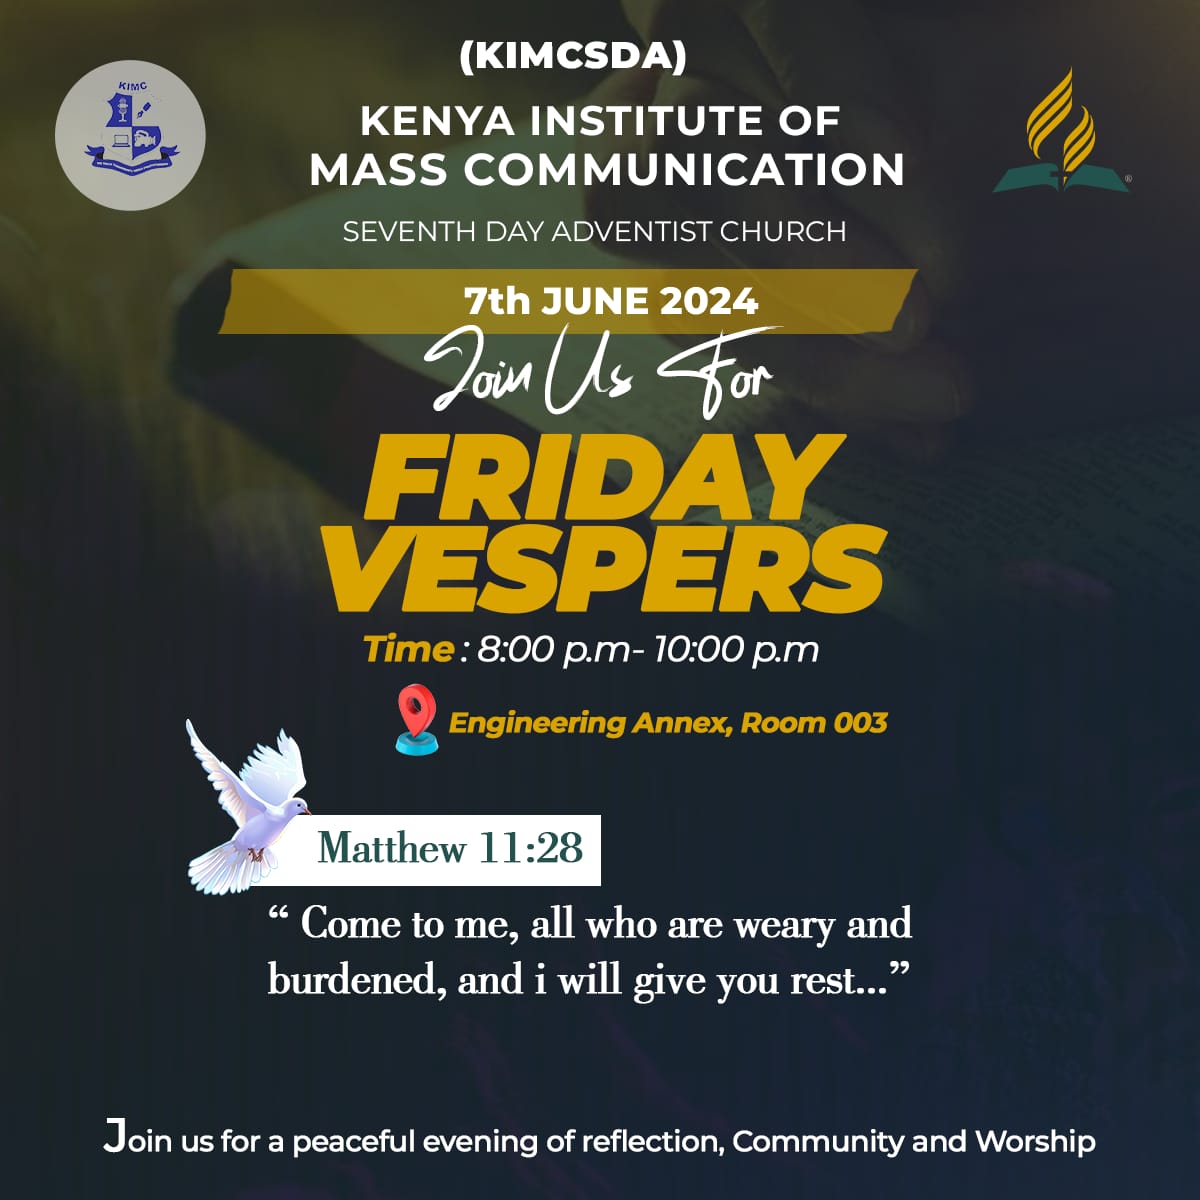 (KIMCSDA)
KIMC
KENYA INSTITUTE OF
MASS COMMUNICATION
®
SEVENTH DAY ADVENTIST CHURCH
7th JUNE 2024
Join Us For
FRIDAY
VESPERS
Time : 8:00 p.m- 10:00 p.m
Engineering Annex, Room 003
Matthew 11:28
“ Come to me, all who are weary and
burdened, and i will give you rest...”
Join us for a peaceful evening of reflection, Community and Worship